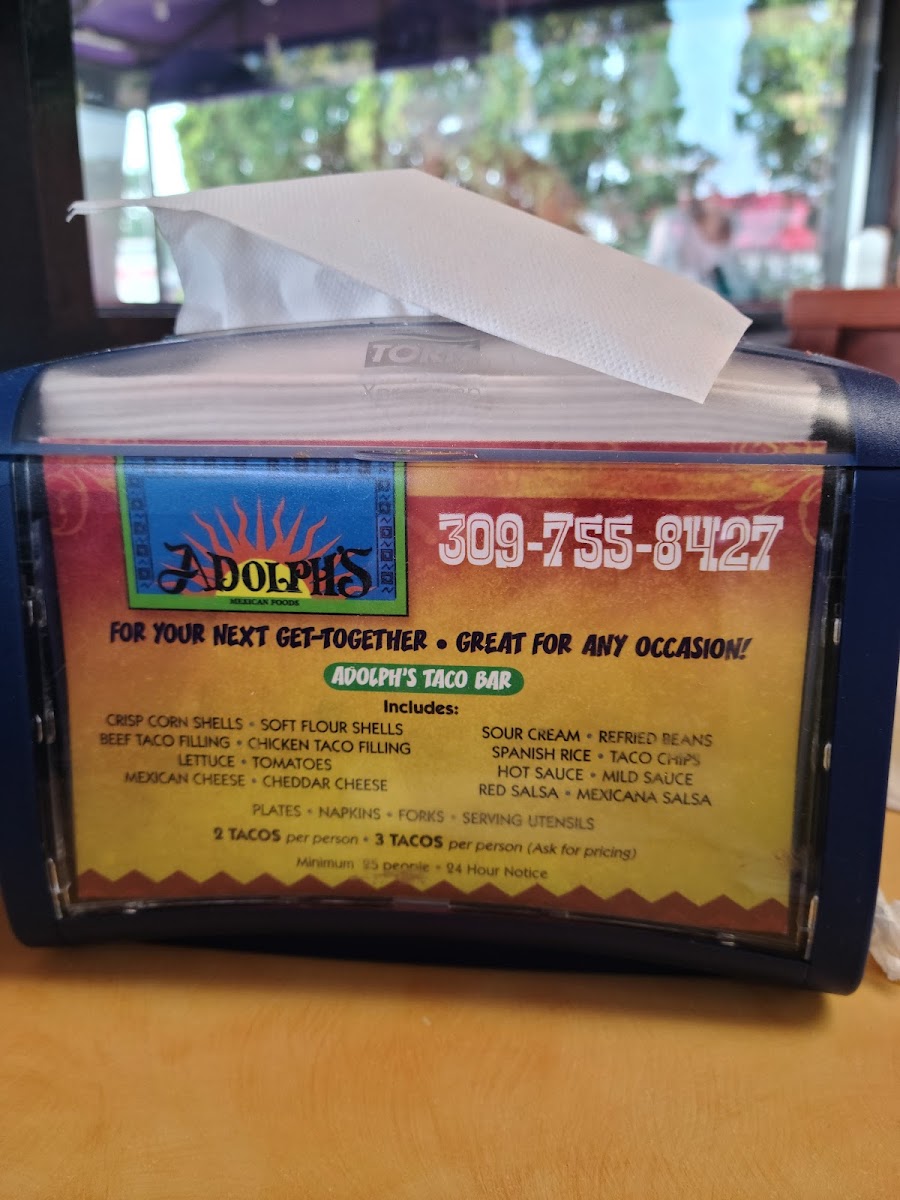 TORK
Xpressnap
ADOLPH'S
MEXICAN FOODS
309-755-8427
FOR YOUR NEXT GET-TOGETHER • GREAT FOR ANY OCCASION!
ADOLPH'S TACO BAR
Includes:
CRISP CORN SHELLS • SOFT FLOUR SHELLS
BEEF TACO FILLING • CHICKEN TACO FILLING
LETTUCE • TOMATOES
MEXICAN CHEESE • CHEDDAR CHEESE
SOUR CREAM • REFRIED BEANS
SPANISH RICE • TACO CHIPS
HOT SAUCE • MILD SAUCE
RED SALSA • MEXICANA SALSA
PLATES • NAPKINS • FORKS • SERVING UTENSILS
2 TACOS per person • 3 TACOS per person (Ask for pricing)
Minimum 25 people • 24 Hour Notice